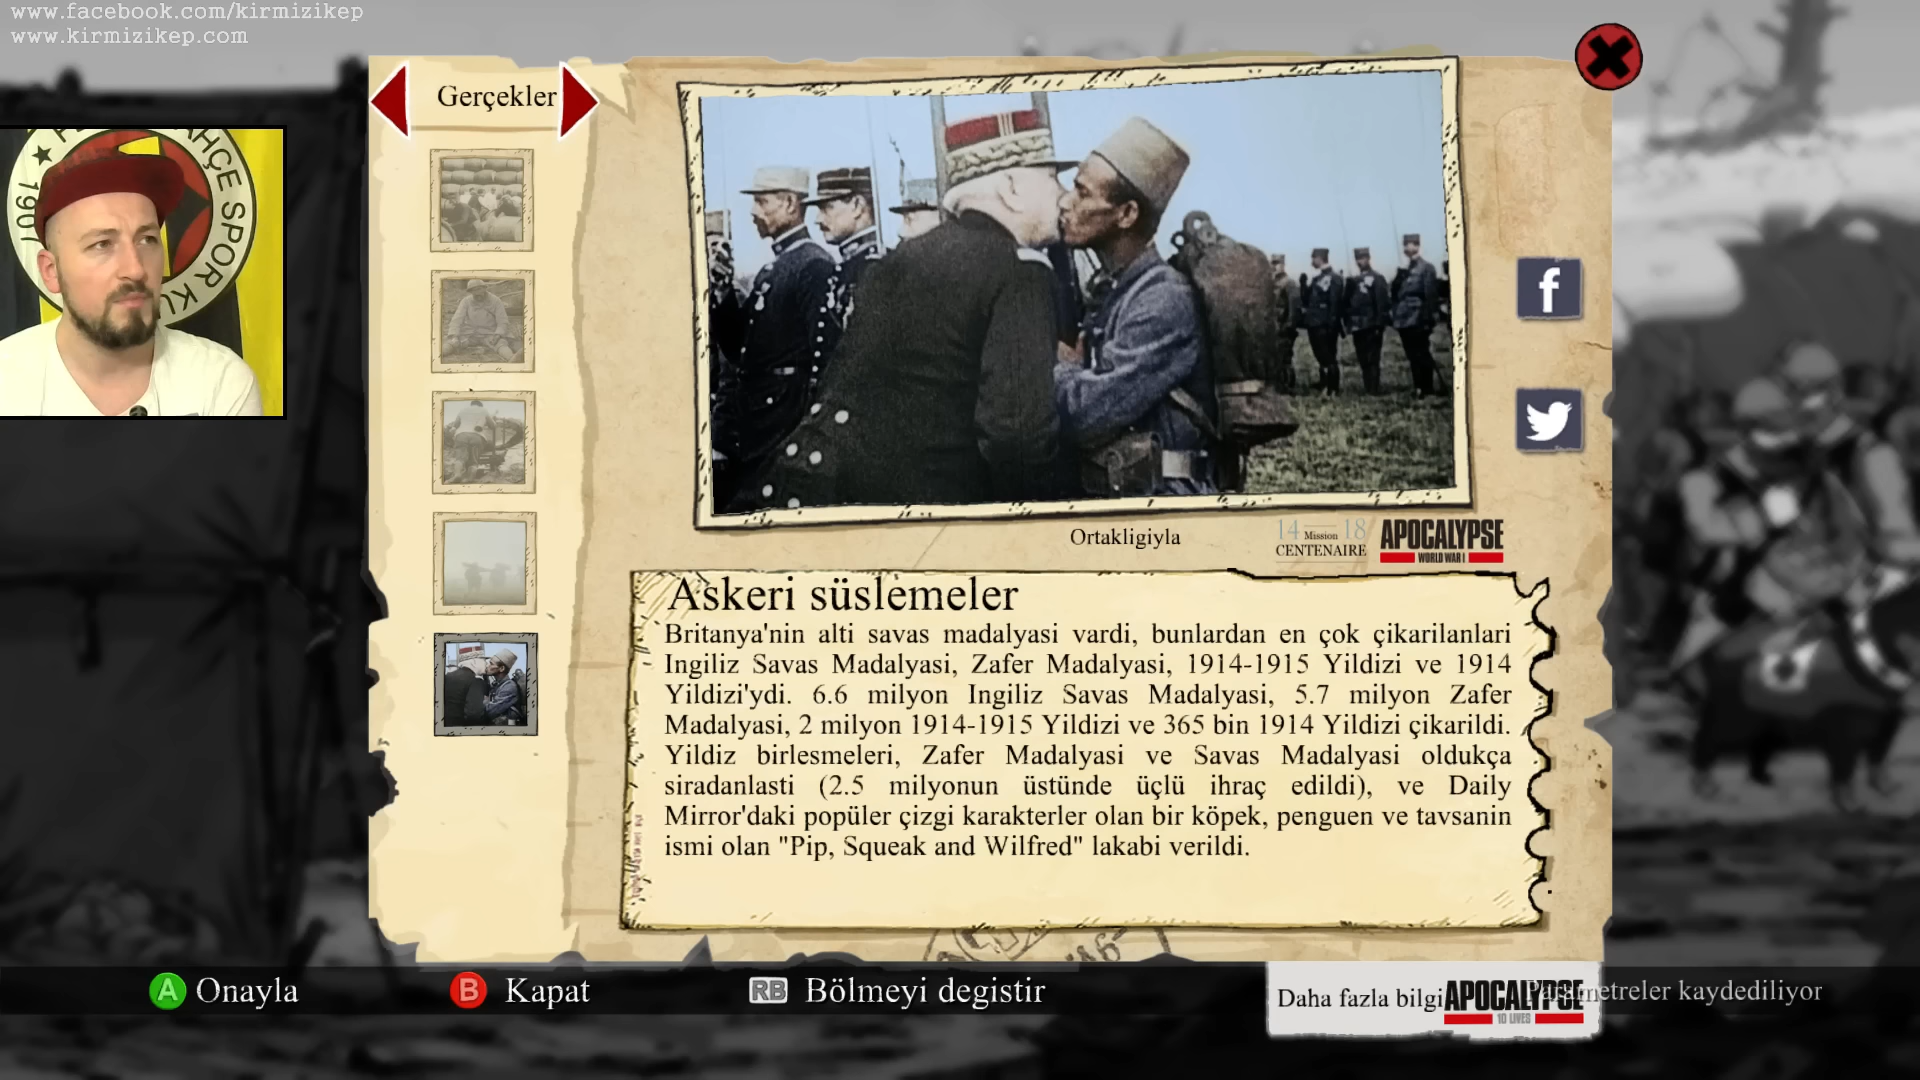 www.facebook.com/kirmizikep
www.kirmizikep.com
Gerçekler
AHÇE SPOR KU
1907
Ortakligiyla
14 Mission 18
CENTENAIRE
APOCALYPSE
WORLD WAR I
Askeri süslemeler
Britanya'nin alti savas madalyasi vardi, bunlardan en çok çikarilanlari
Ingiliz Savas Madalyasi, Zafer Madalyasi, 1914-1915 Yildizi ve 1914
Yildizi'ydi. 6.6 milyon Ingiliz Savas Madalyasi, 5.7 milyon Zafer
Madalyasi, 2 milyon 1914-1915 Yildizi ve 365 bin 1914 Yildizi çikarildi.
Yildiz birlesmeleri, Zafer Madalyasi ve Savas Madalyasi oldukça
siradanlasti (2.5 milyonun üstünde üçlü ihraç edildi), ve Daily
Mirror'daki popüler çizgi karakterler olan bir köpek, penguen ve tavsanin
ismi olan "Pip, Squeak and Wilfred" lakabi verildi.
A Onayla
B Kapat
RB Bölmeyi degistir
Daha fazla bilgi
APOCALYPSE
10 LIVES
Parametreler kaydediliyor